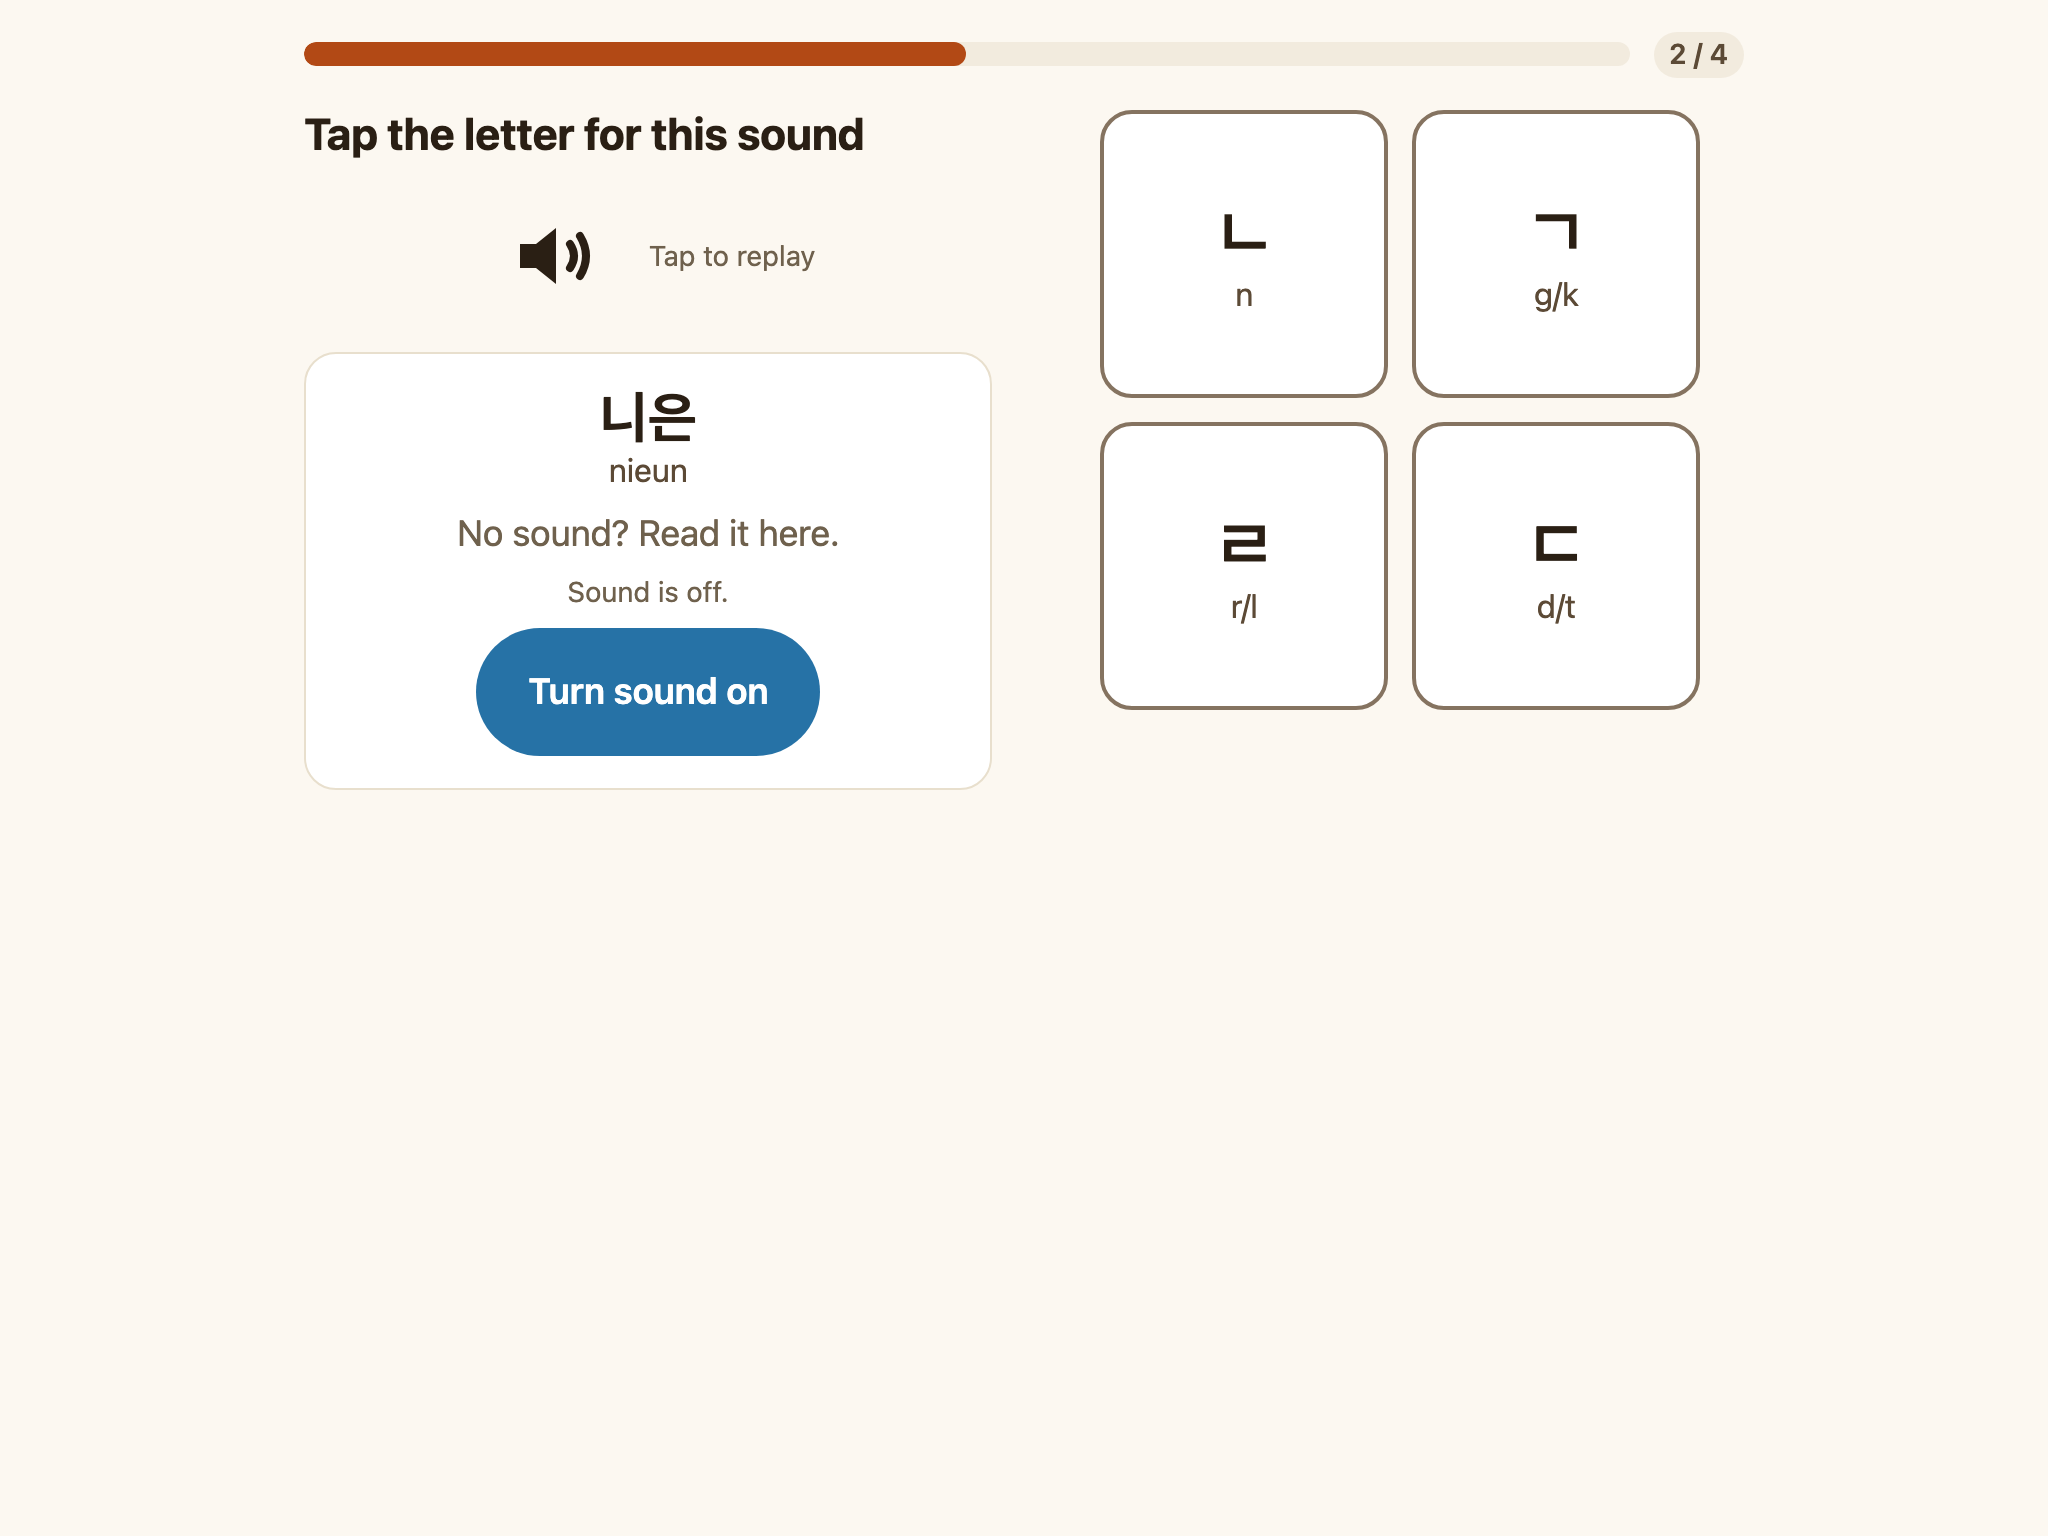 2 / 4
Tap the letter for this sound
Tap to replay
니은
nieun
No sound? Read it here.
Sound is off.
Turn sound on
ㄴ
n
ㄱ
g/k
ㄹ
r/l
ㄷ
d/t